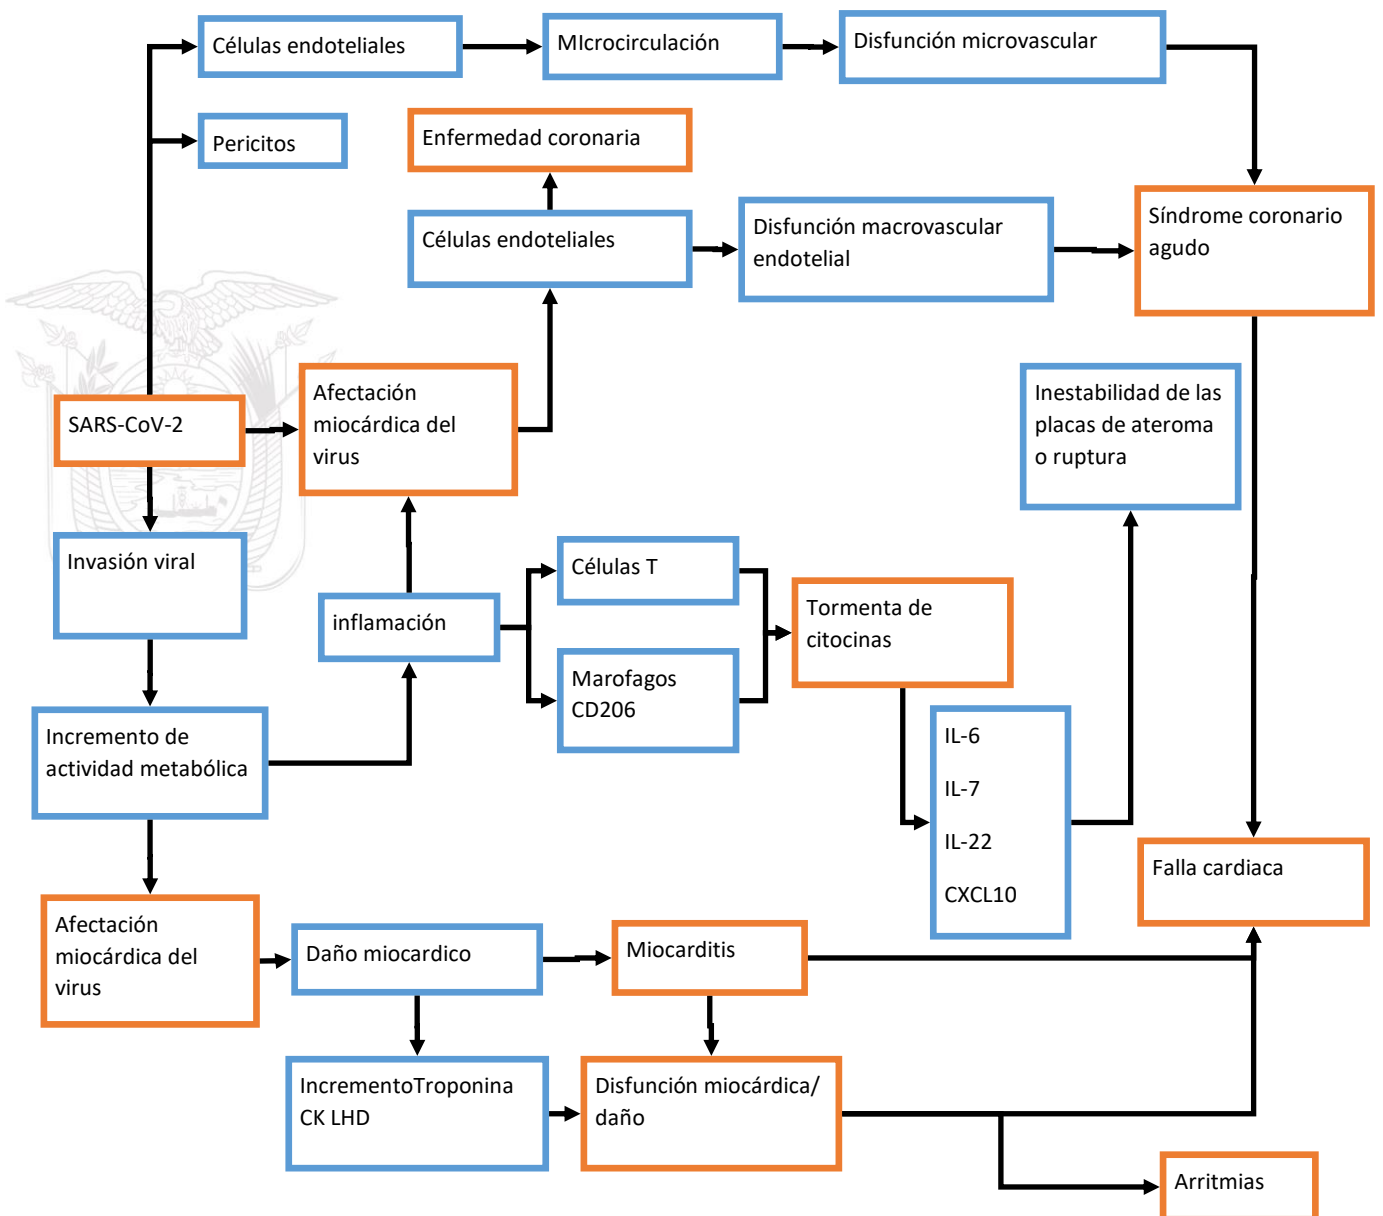 Células endoteliales
MIcrocirculación
Disfunción microvascular
Pericitos
Enfermedad coronaria
Células endoteliales
Disfunción macrovascular
endotelial
Síndrome coronario
agudo
SARS-CoV-2
Afectación
miocárdica del
virus
Inestabilidad de las
placas de ateroma
o ruptura
Invasión viral
inflamación
Células T
Marofagos
CD206
Tormenta de
citocinas
Incremento de
actividad metabólica
IL-6
IL-7
IL-22
CXCL10
Falla cardiaca
Afectación
miocárdica del
virus
Daño miocardico
Miocarditis
IncrementoTroponina
CK LHD
Disfunción miocárdica/
daño
Arritmias